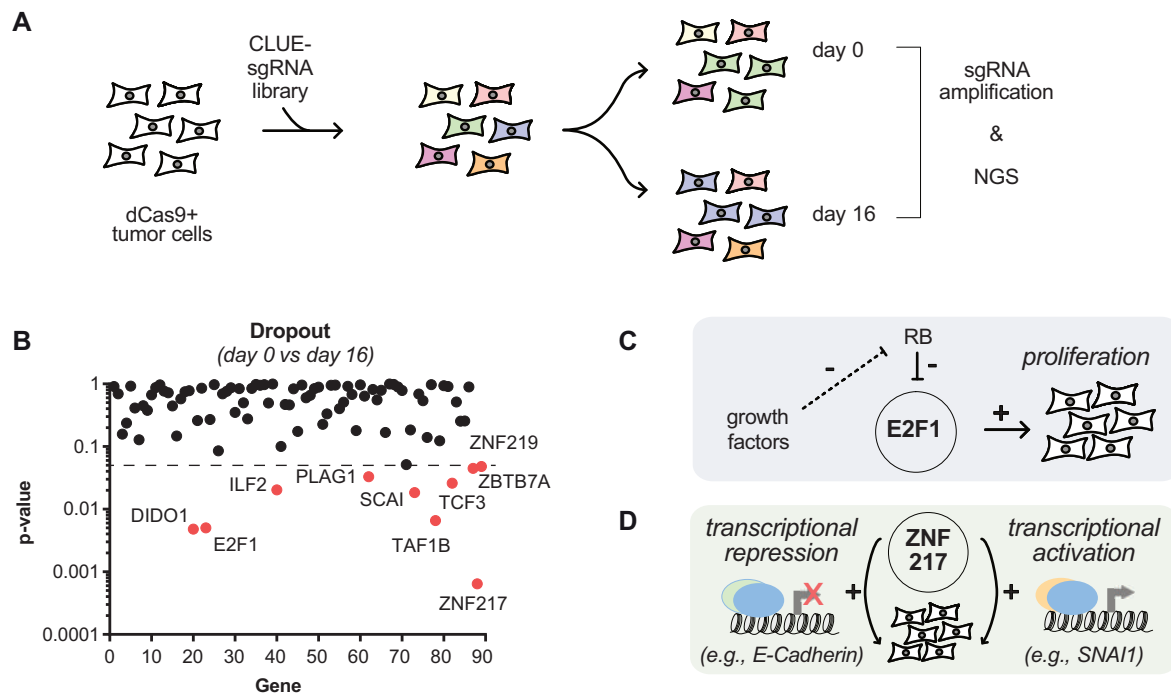 A
CLUE-
sgRNA
library
dCas9+
tumor cells
day 0
day 16
sgRNA
amplification
&
NGS
B
Dropout
(day 0 vs day 16)
p-value
1
0.1
0.01
0.001
0.0001
0 10 20 30 40 50 60 70 80 90
Gene
ZNF219
ZBTB7A
PLAG1
ILF2
SCAI
TCF3
DIDO1
E2F1
TAF1B
ZNF217
C
RB
-
-
growth
factors
E2F1
+
proliferation
D
transcriptional
repression
+
(e.g., E-Cadherin)
ZNF
217
transcriptional
activation
+
(e.g., SNAI1)